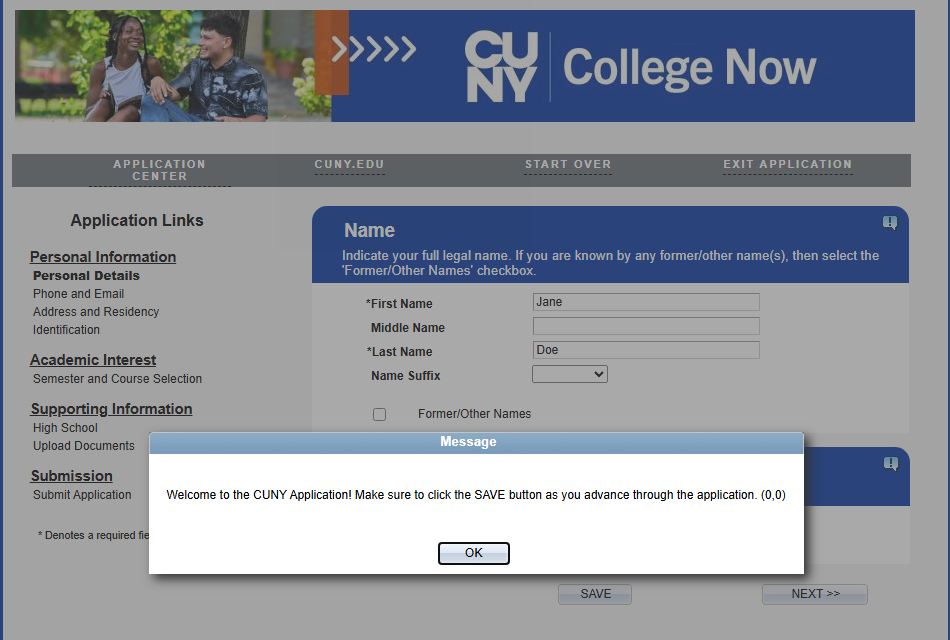 CU
NY
College Now
APPLICATION
CENTER
CUNY.EDU
START OVER
EXIT APPLICATION
Application Links
Personal Information
Personal Details
Phone and Email
Address and Residency
Identification
Academic Interest
Semester and Course Selection
Supporting Information
High School
Upload Documents
Submission
Submit Application
* Denotes a required fie
Name
Indicate your full legal name. If you are known by any former/other name(s), then select the
'Former/Other Names' checkbox.
*First Name Jane
Middle Name
*Last Name Doe
Name Suffix
Former/Other Names
Message
Welcome to the CUNY Application! Make sure to click the SAVE button as you advance through the application. (0,0)
OK
SAVE
NEXT >>